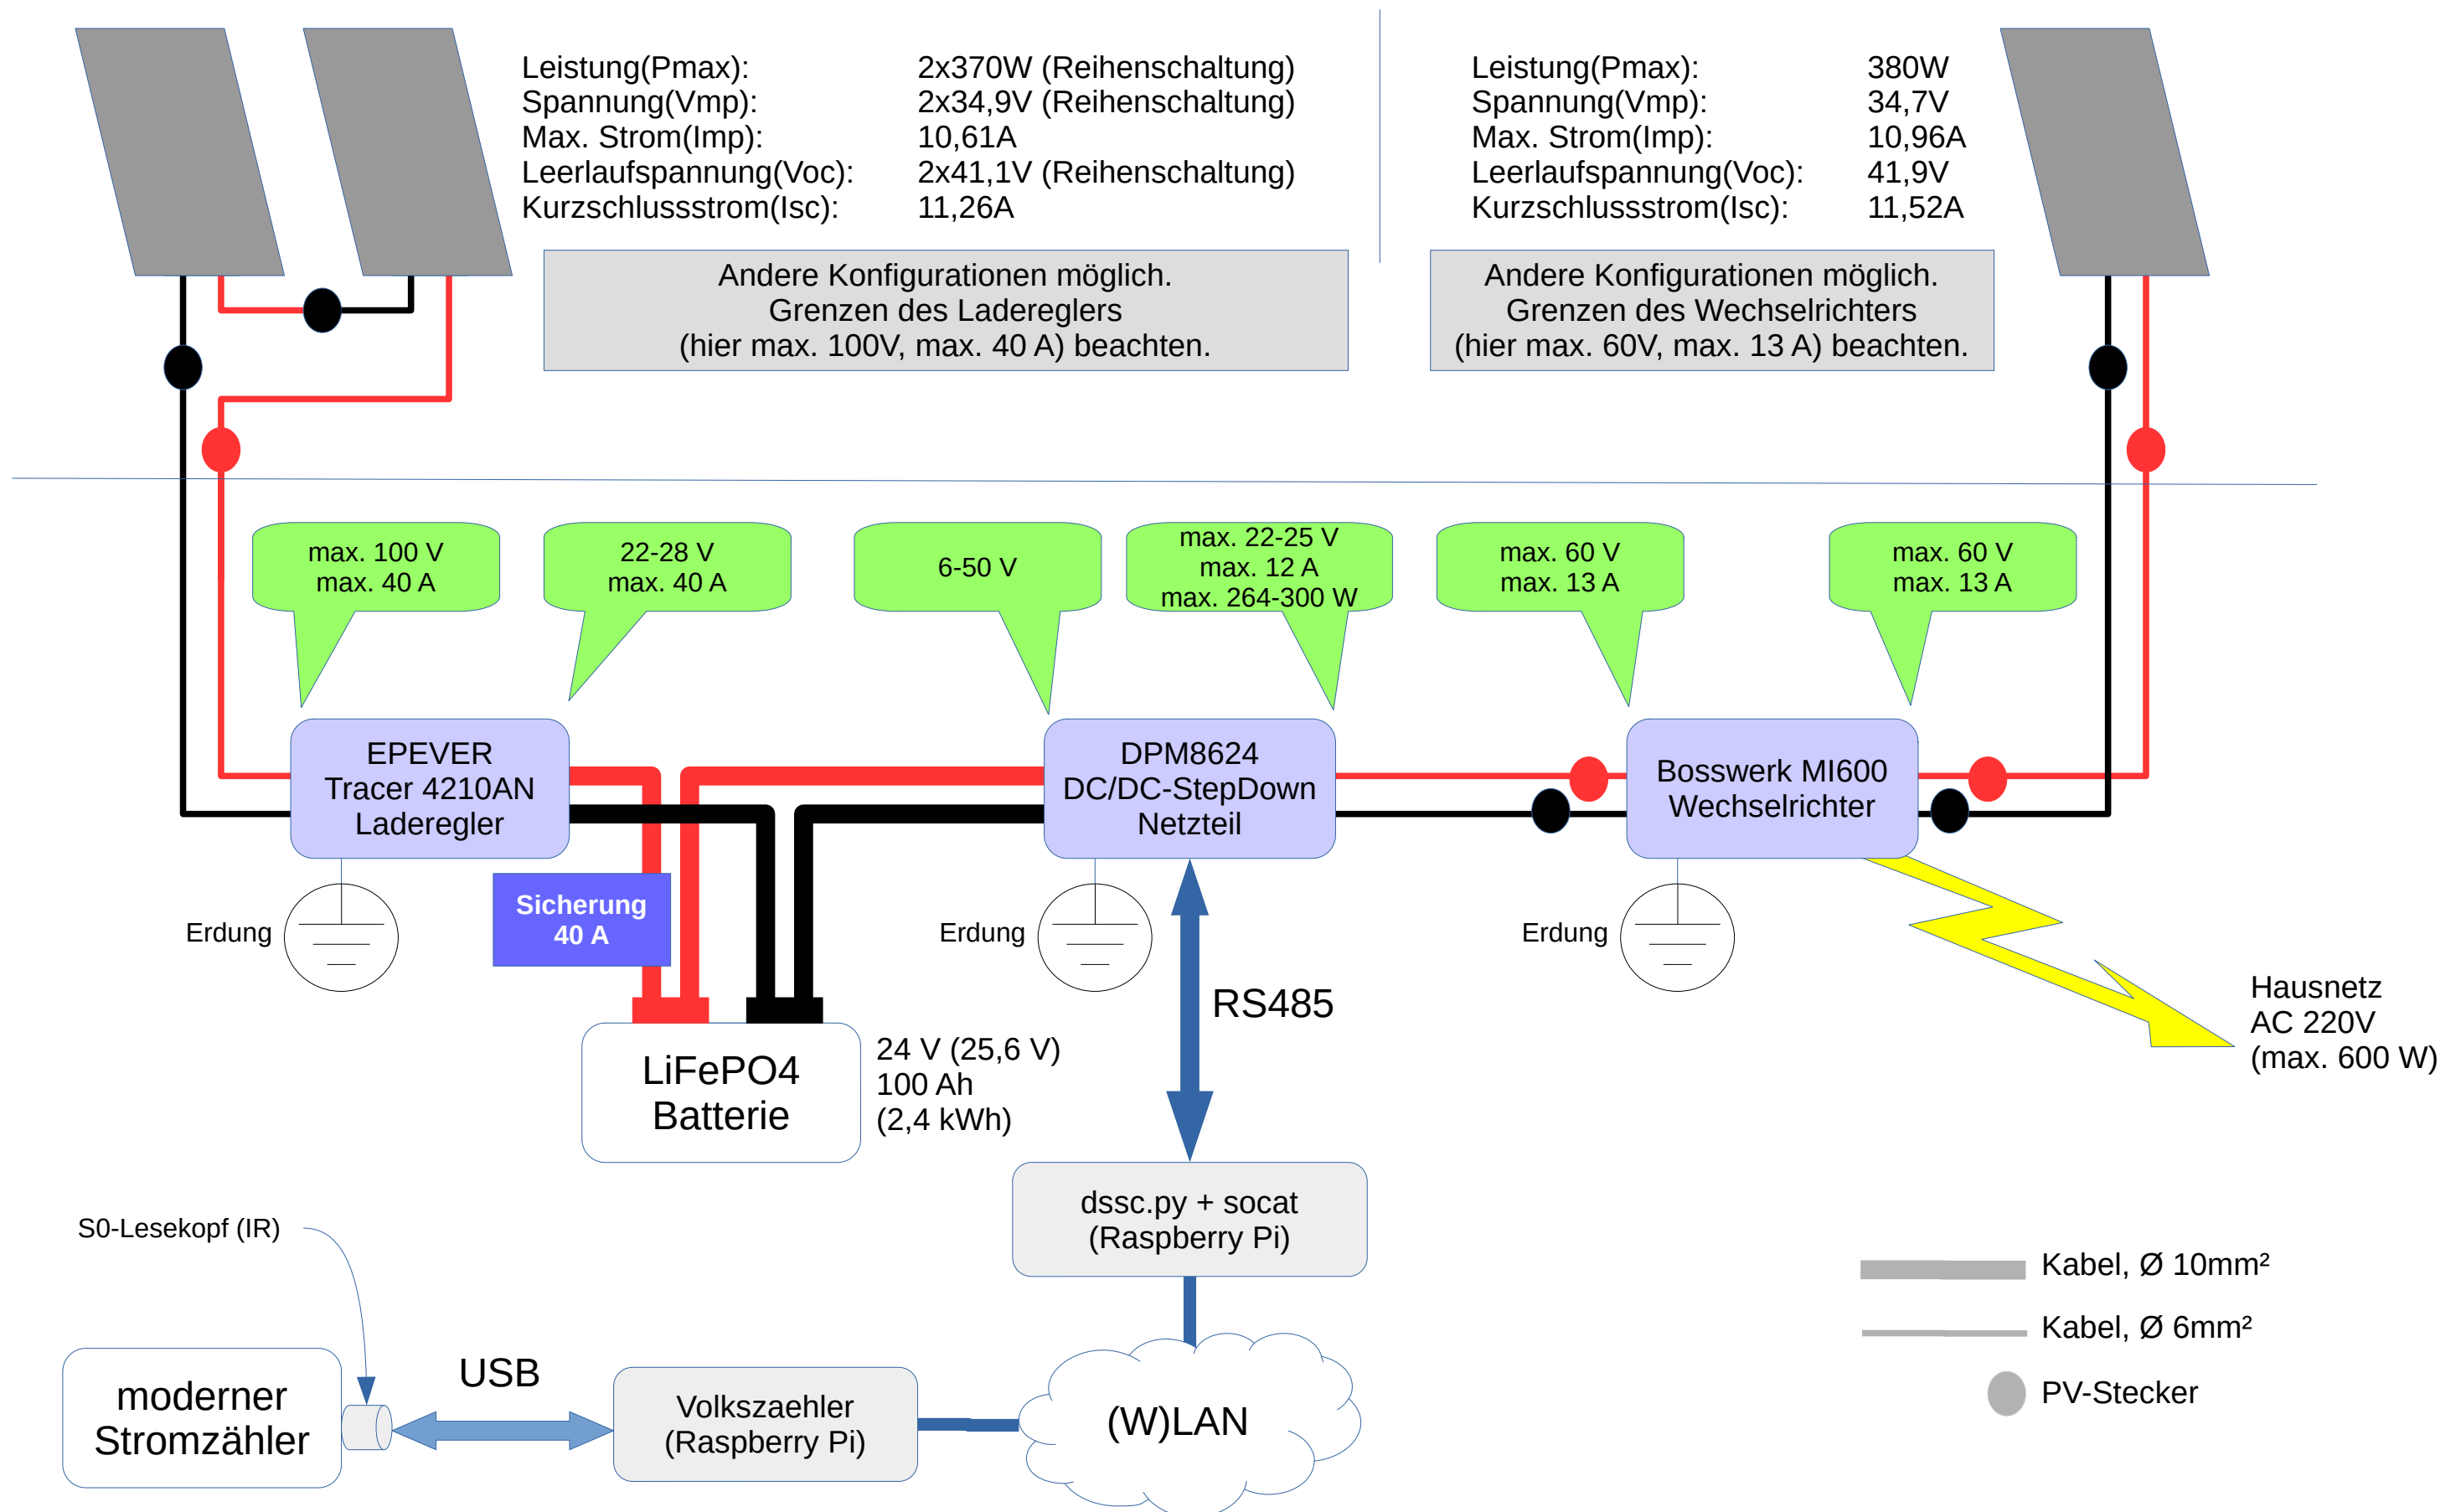 Leistung(Pmax): 2x370W (Reihenschaltung)
Spannung(Vmp): 2x34,9V (Reihenschaltung)
Max. Strom(Imp): 10,61A
Leerlaufspannung(Voc): 2x41,1V (Reihenschaltung)
Kurzschlussstrom(Isc): 11,26A
Leistung(Pmax): 380W
Spannung(Vmp): 34,7V
Max. Strom(Imp): 10,96A
Leerlaufspannung(Voc): 41,9V
Kurzschlussstrom(Isc): 11,52A
Andere Konfigurationen möglich.
Grenzen des Ladereglers
(hier max. 100V, max. 40 A) beachten.
Andere Konfigurationen möglich.
Grenzen des Wechselrichters
(hier max. 60V, max. 13 A) beachten.
max. 100 V
max. 40 A
22-28 V
max. 40 A
6-50 V
max. 22-25 V
max. 12 A
max. 264-300 W
max. 60 V
max. 13 A
max. 60 V
max. 13 A
EPEVER
Tracer 4210AN
Laderegler
DPM8624
DC/DC-StepDown
Netzteil
Bosswerk MI600
Wechselrichter
Erdung
Sicherung
40 A
Erdung
Erdung
RS485
Hausnetz
AC 220V
(max. 600 W)
LiFePO4
Batterie
24 V (25,6 V)
100 Ah
(2,4 kWh)
dssc.py + socat
(Raspberry Pi)
S0-Lesekopf (IR)
Kabel, Ø 10mm²
Kabel, Ø 6mm²
PV-Stecker
moderner
Stromzähler
USB
Volkszaehler
(Raspberry Pi)
(W)LAN